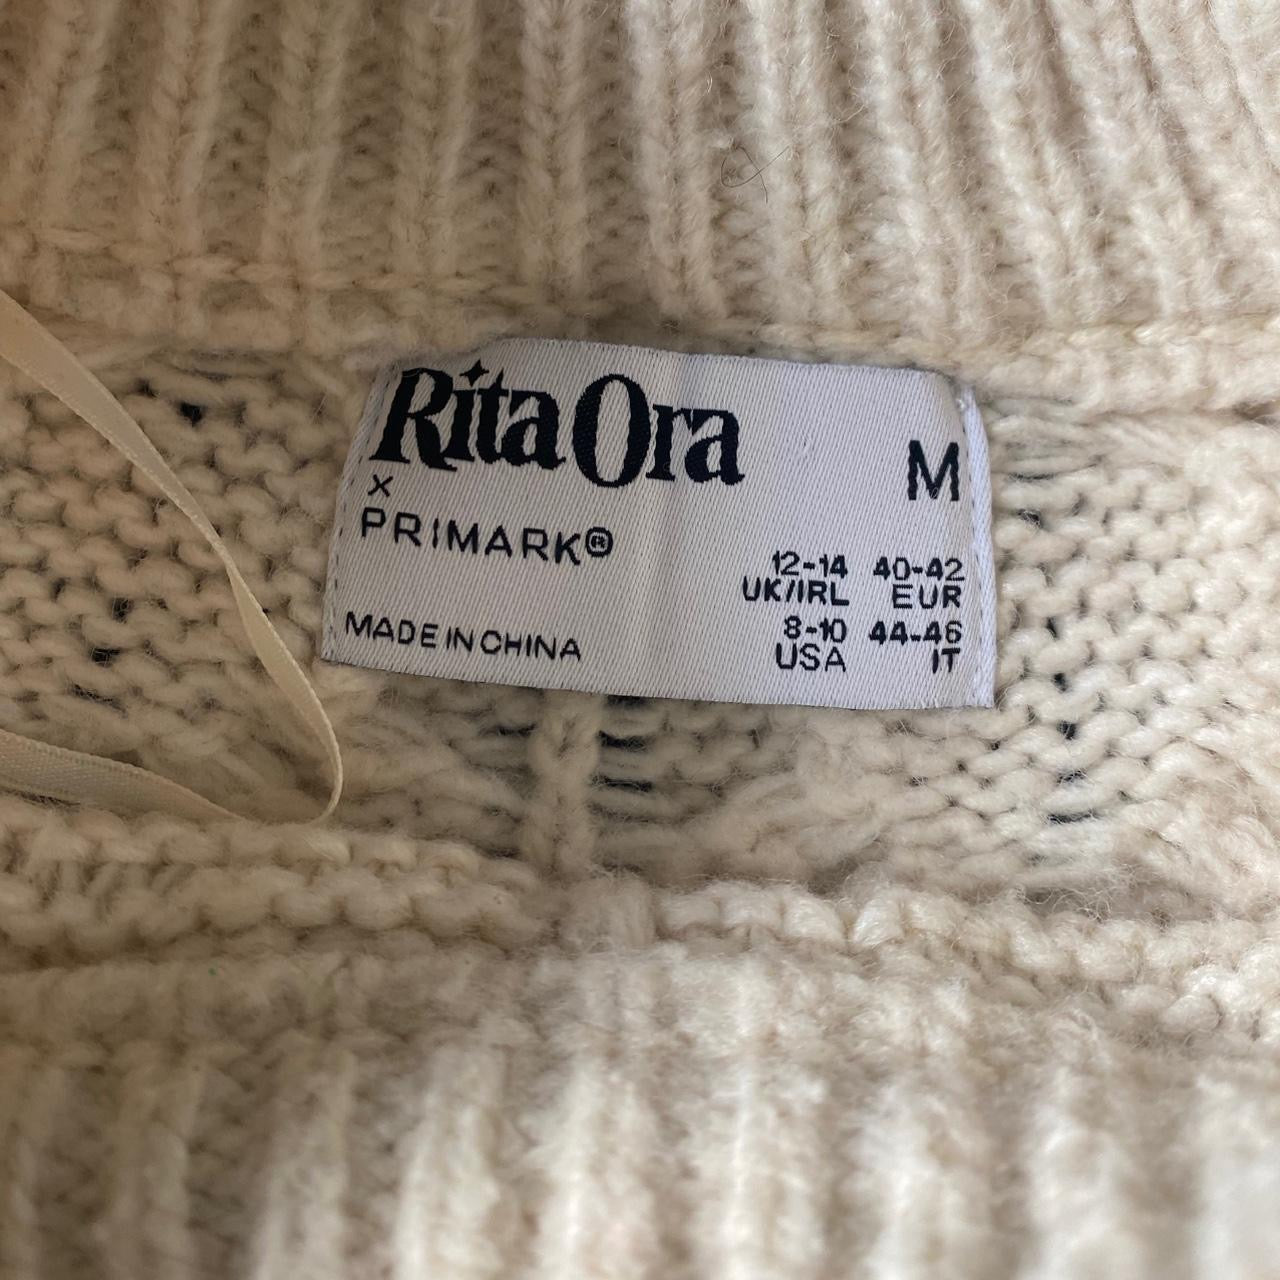 Rita Ora
x
PRIMARK®
MADE IN CHINA
M
12-14 40-42
UK/IRL EUR
8-10 44-46
USA IT